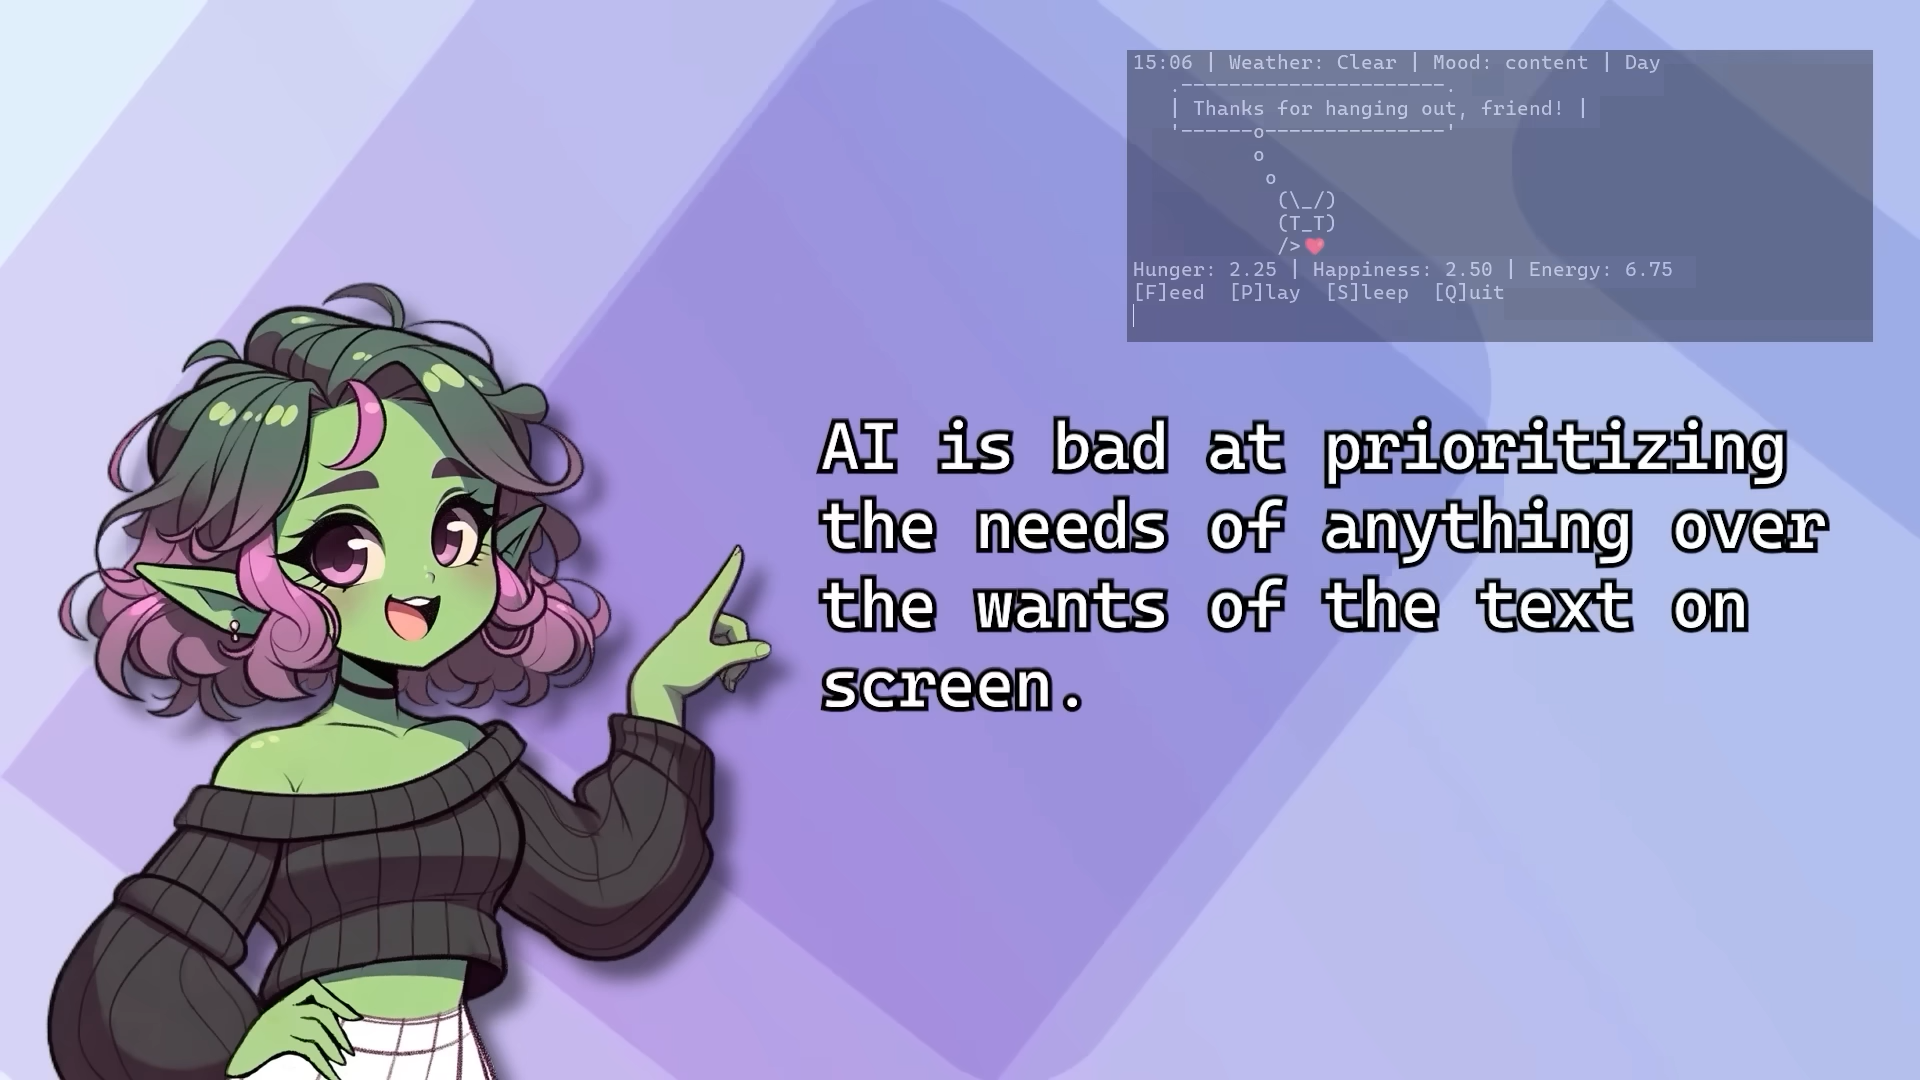 15:06 | Weather: Clear | Mood: content | Day
.----------------------.
| Thanks for hanging out, friend! |
'------o---------------'
o
o
(\_/)
(T_T)
/>❤️
Hunger: 2.25 | Happiness: 2.50 | Energy: 6.75
[F]eed  [P]lay  [S]leep  [Q]uit
AI is bad at prioritizing
the needs of anything over
the wants of the text on
screen.